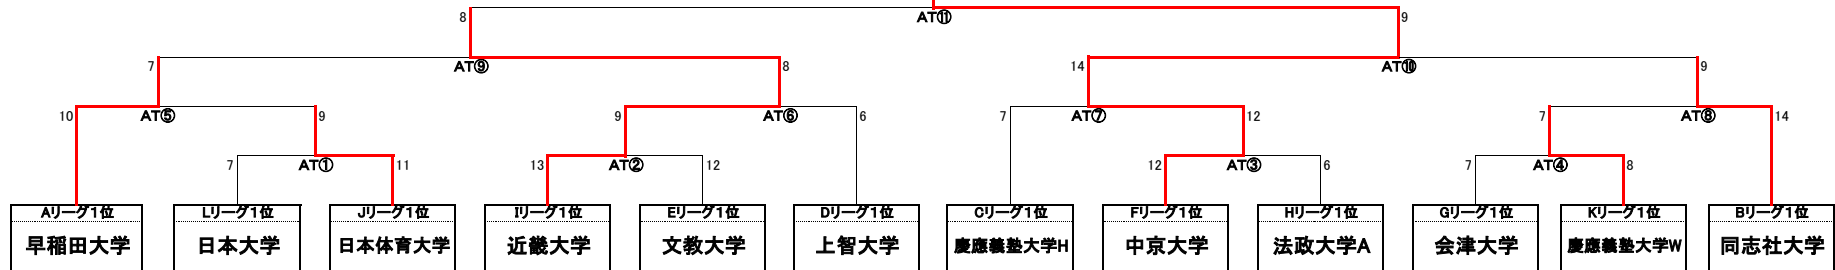 8 AT⑪ 9
7 AT⑨ 8 14 AT⑩ 9
10 AT⑤ 9 9 AT⑥ 6 7 AT⑦ 12 7 AT⑧ 14
7 AT① 11 13 AT② 12 12 AT③ 6 7 AT④ 8
Aリーグ1位 Lリーグ1位 Jリーグ1位 Iリーグ1位 Eリーグ1位 Dリーグ1位 Cリーグ1位 Fリーグ1位 Hリーグ1位 Gリーグ1位 Kリーグ1位 Bリーグ1位
早稲田大学 日本大学 日本体育大学 近畿大学 文教大学 上智大学 慶應義塾大学H 中京大学 法政大学A 会津大学 慶應義塾大学W 同志社大学